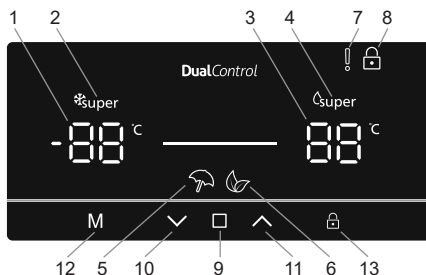 1 2 3 4 7 8
DualControl
super super
-88 °C 88 °C
M
12 5 10 9 11 6 13